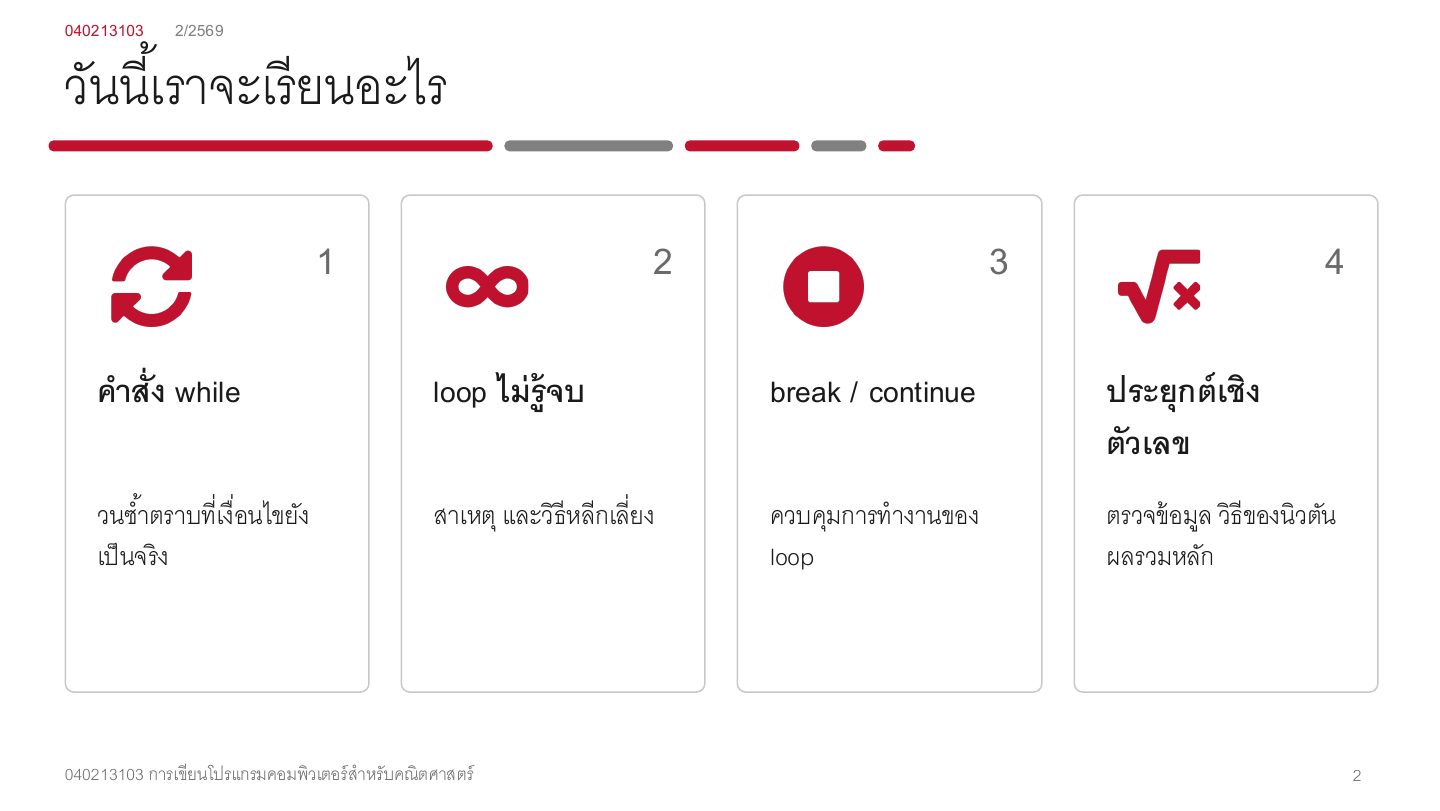 040213103 2/2569
วันนี้เราจะเรียนอะไร
1
คำสั่ง while
วนซ้ำตราบที่เงื่อนไขยัง
เป็นจริง
2
loop ไม่รู้จบ
สาเหตุ และวิธีหลีกเลี่ยง
3
break / continue
ควบคุมการทำงานของ
loop
4
ประยุกต์เชิง
ตัวเลข
ตรวจข้อมูล วิธีของนิวตัน
ผลรวมหลัก
040213103 การเขียนโปรแกรมคอมพิวเตอร์สำหรับคณิตศาสตร์
2